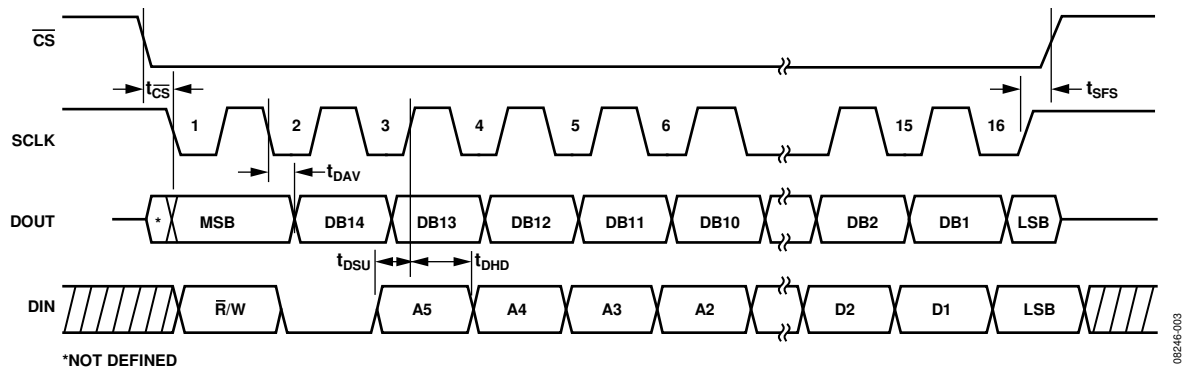 CS
tCS
tSFS
SCLK
1 2 3 4 5 6 15 16
tDAV
DOUT
* MSB DB14 DB13 DB12 DB11 DB10 DB2 DB1 LSB
tDSU tDHD
DIN
R/W A5 A4 A3 A2 D2 D1 LSB
*NOT DEFINED
08246-003